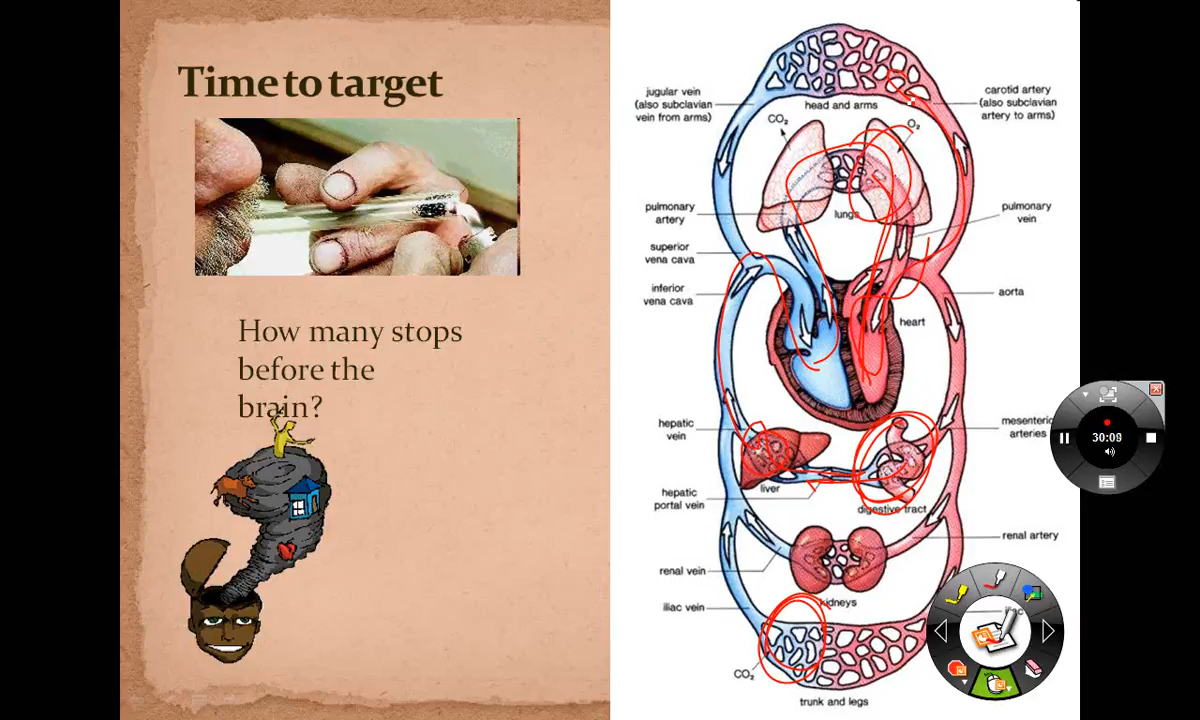 Time to target
How many stops
before the
brain?
jugular vein
(also subclavian
vein from arms)
head and arms
carotid artery
(also subclavian
artery to arms)
CO₂
O₂
lungs
pulmonary
artery
pulmonary
vein
superior
vena cava
inferior
vena cava
aorta
heart
hepatic
vein
mesenteric
arteries
liver
hepatic
portal vein
digestive tract
renal artery
renal vein
kidneys
iliac vein
CO₂
trunk and legs
30:09